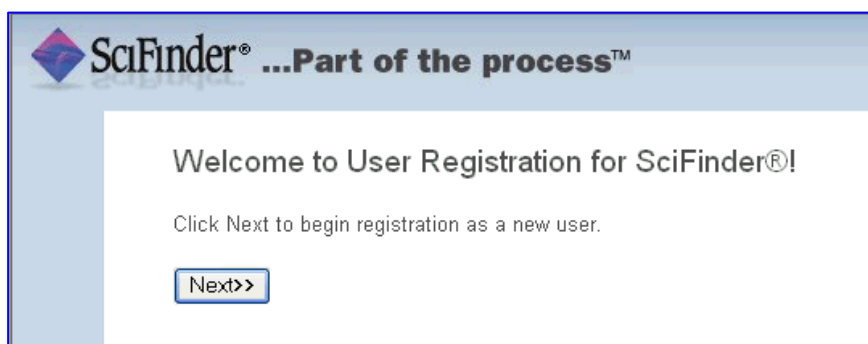 SciFinder® ...Part of the process™
Welcome to User Registration for SciFinder®!
Click Next to begin registration as a new user.
Next>>